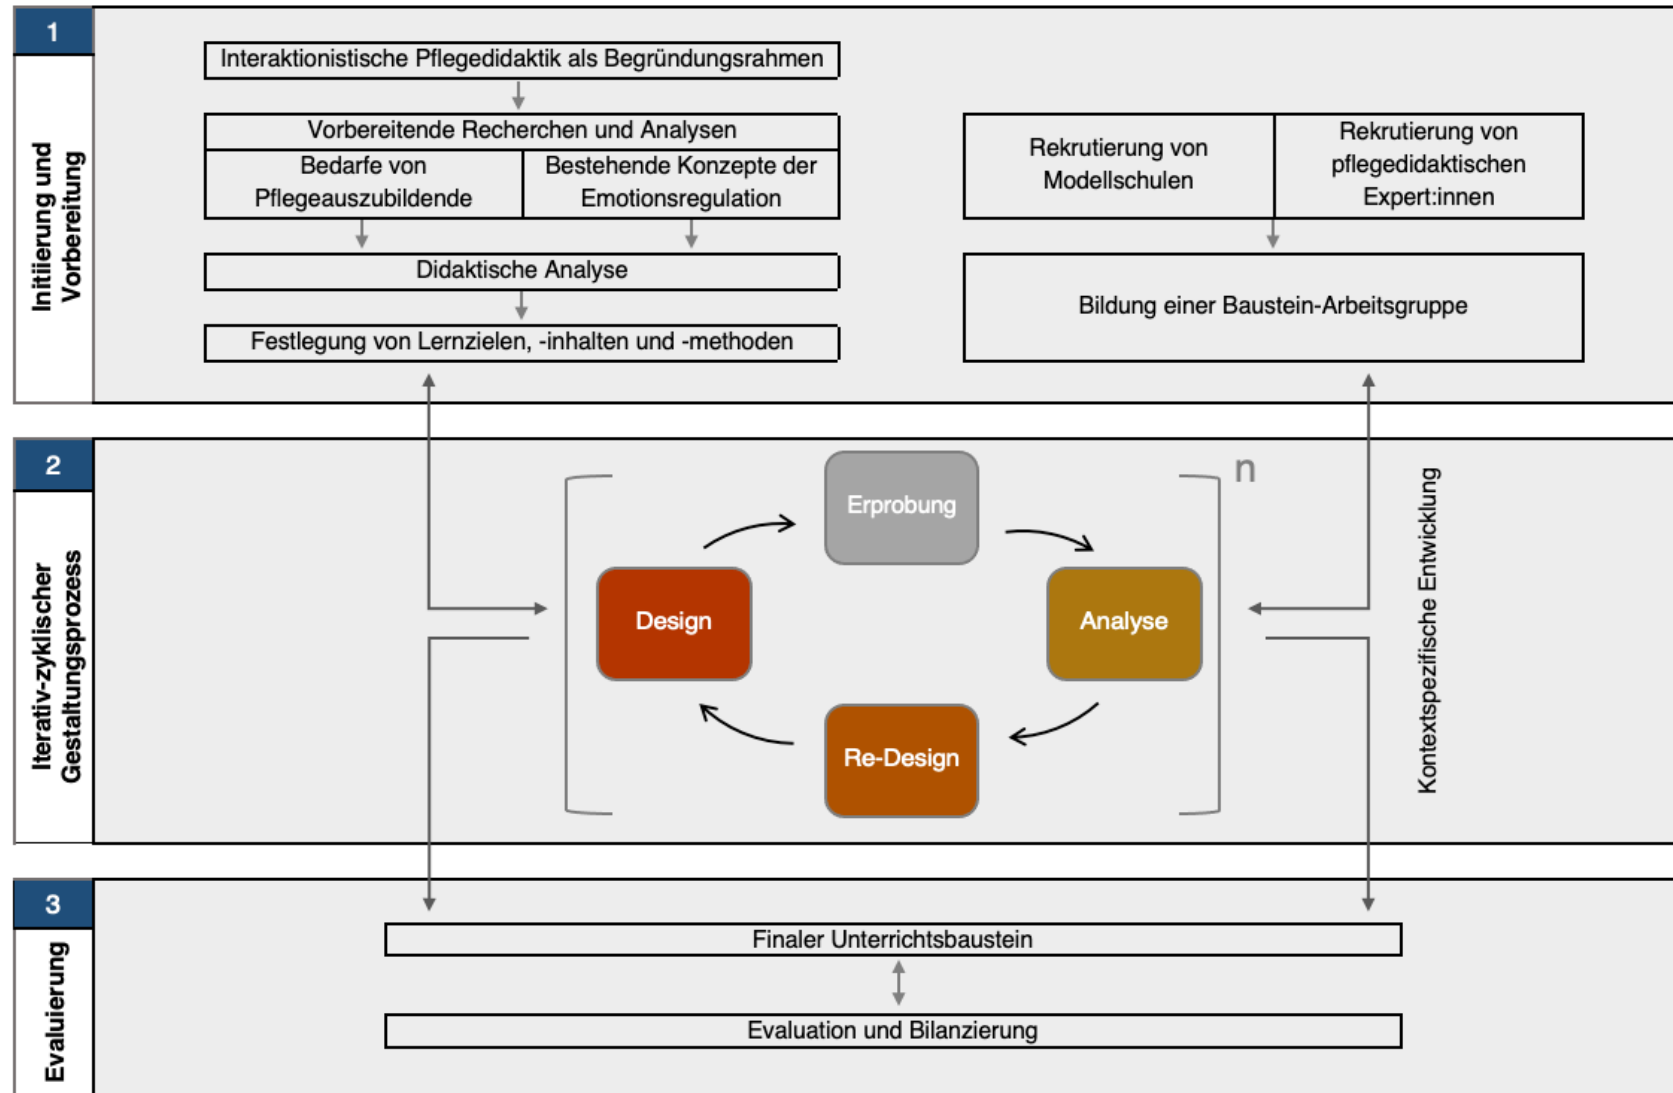 1
Initiierung und
Vorbereitung
Interaktionistische Pflegedidaktik als Begründungsrahmen
Vorbereitende Recherchen und Analysen
Bedarfe von
Pflegeauszubildende
Bestehende Konzepte der
Emotionsregulation
Didaktische Analyse
Festlegung von Lernzielen, -inhalten und -methoden
Rekrutierung von
Modellschulen
Rekrutierung von
pflegedidaktischen
Expert:innen
Bildung einer Baustein-Arbeitsgruppe
2
Iterativ-zyklischer
Gestaltungsprozess
Erprobung
Design
Analyse
Re-Design
n
Kontextspezifische Entwicklung
3
Evaluierung
Finaler Unterrichtsbaustein
Evaluation und Bilanzierung